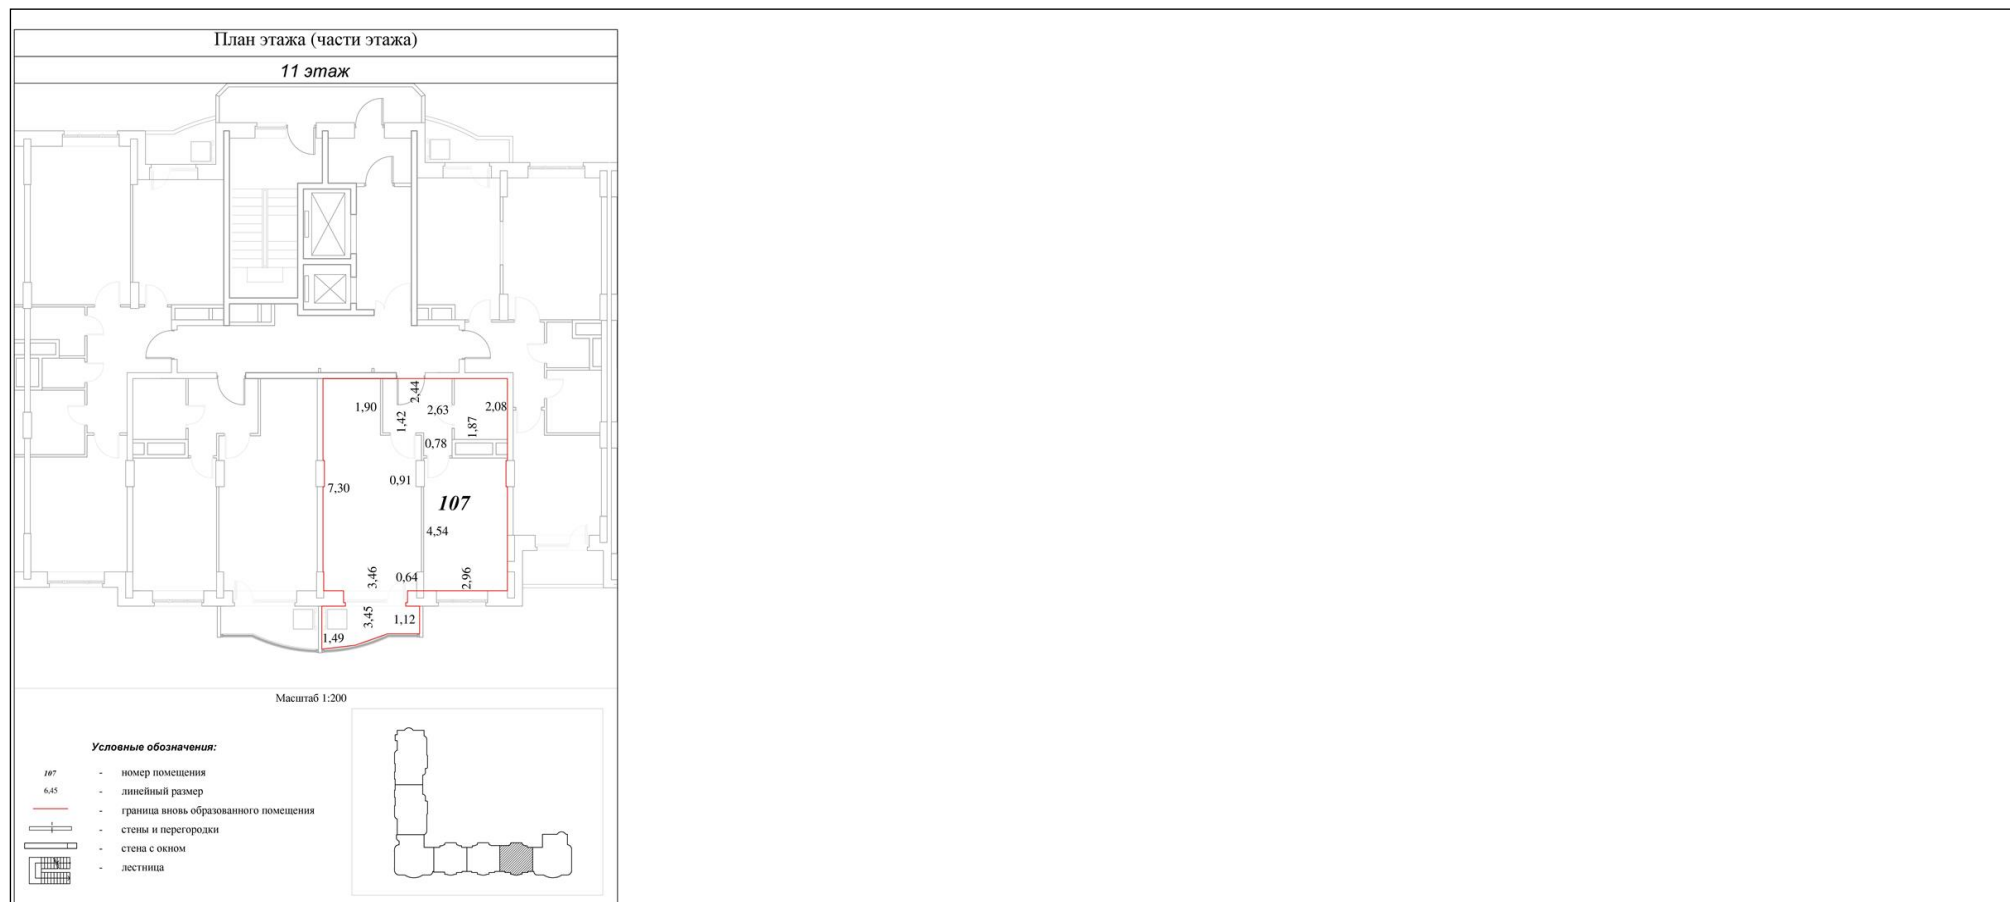 План этажа (части этажа)
11 этаж
2,44
1,90
1,42
2,63
2,08
1,87
0,78
7,30
0,91
107
4,54
3,46
0,64
2,96
3,45
1,12
1,49
Масштаб 1:200
Условные обозначения:
107 - номер помещения
6,45 - линейный размер
- граница вновь образованного помещения
- стены и перегородки
- стена с окном
- лестница